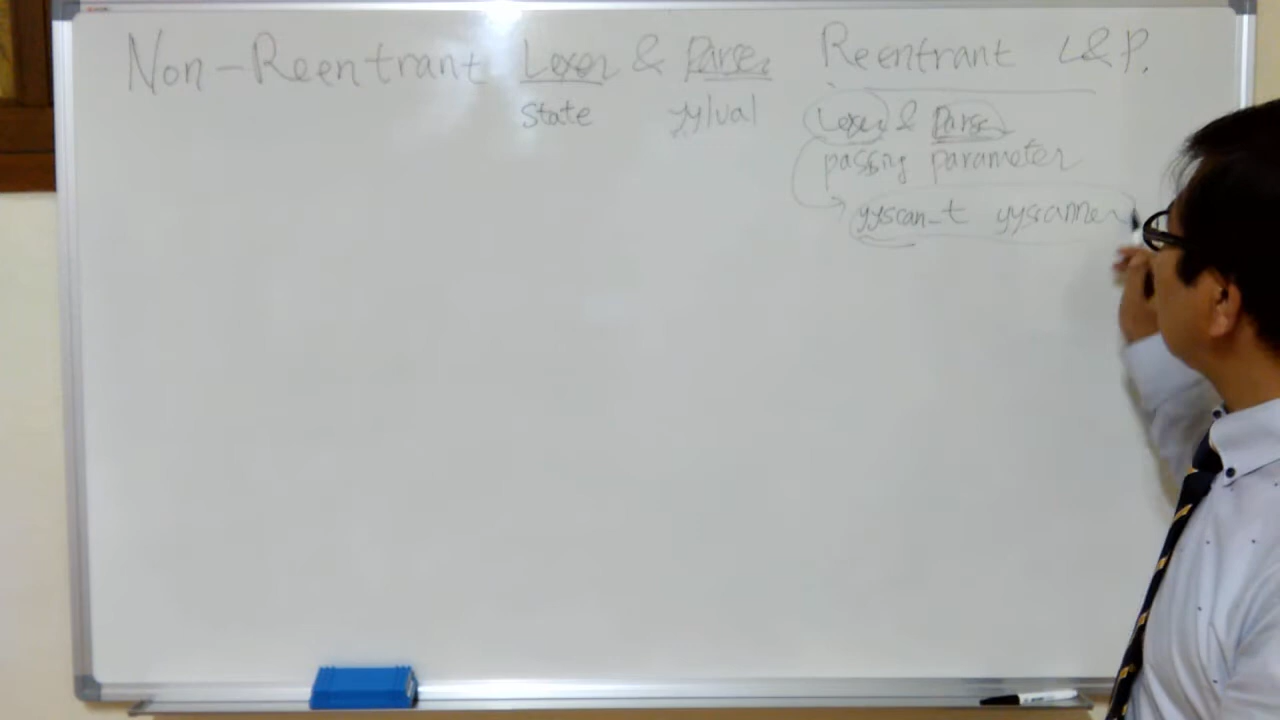 Non-Reentrant Lexer & Parser
state yylval
Reentrant L&P.
Lexer & Parser
passing parameter
yyscan_t yyscanner